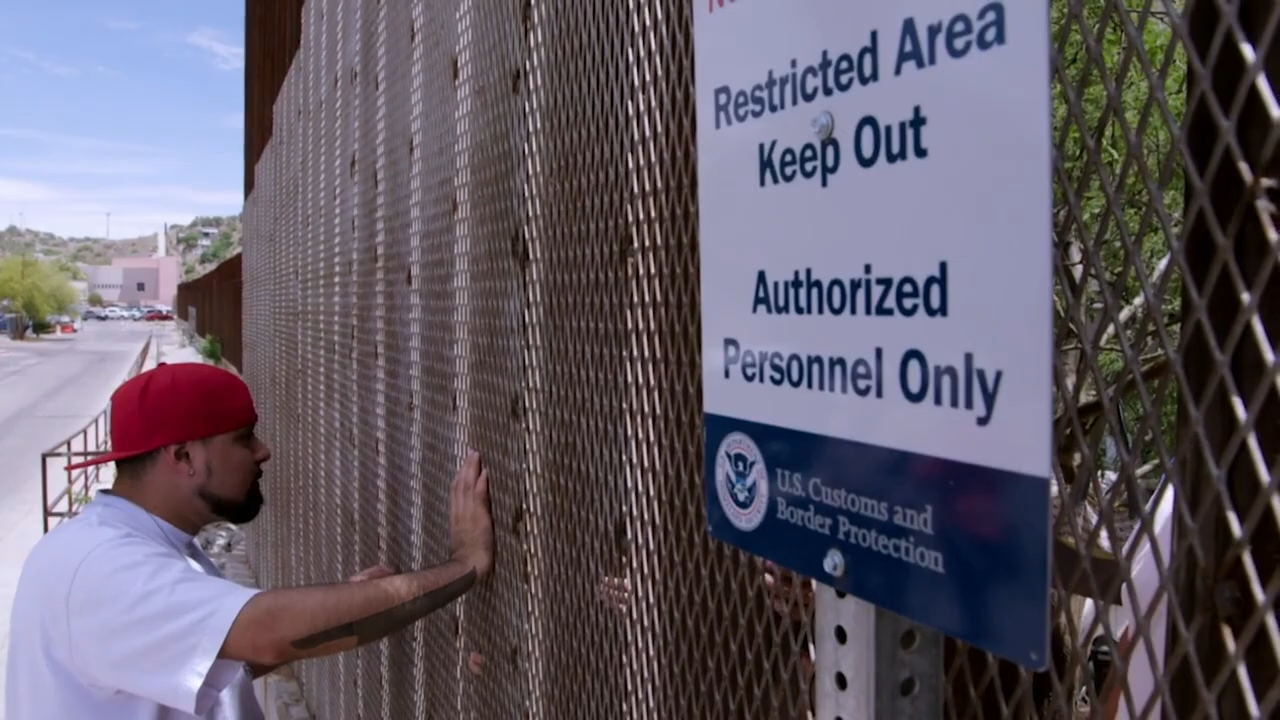 Restricted Area
Keep Out
Authorized
Personnel Only
U.S. Customs and
Border Protection